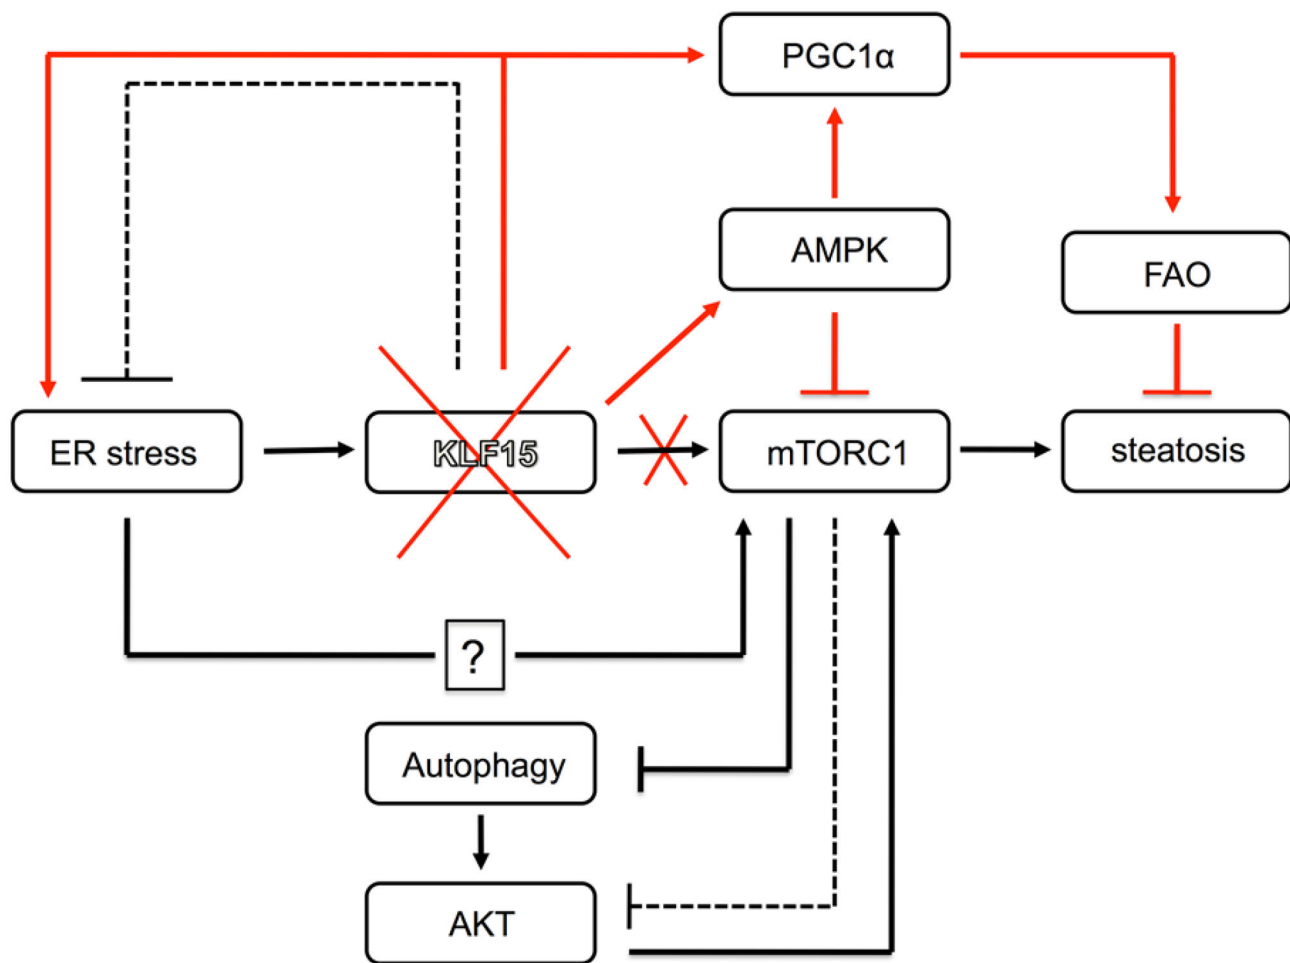 PGC1α
AMPK
FAO
ER stress
KLF15
mTORC1
steatosis
?
Autophagy
AKT